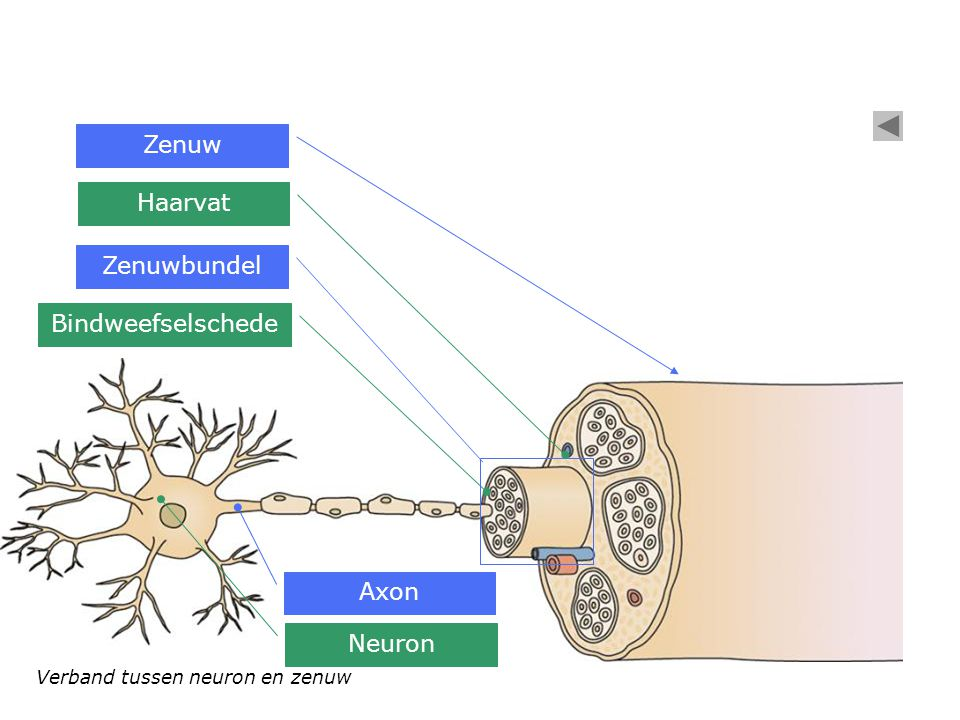 Zenuw
Haarvat
Zenuwbundel
Bindweefselschede
Axon
Neuron
Verband tussen neuron en zenuw